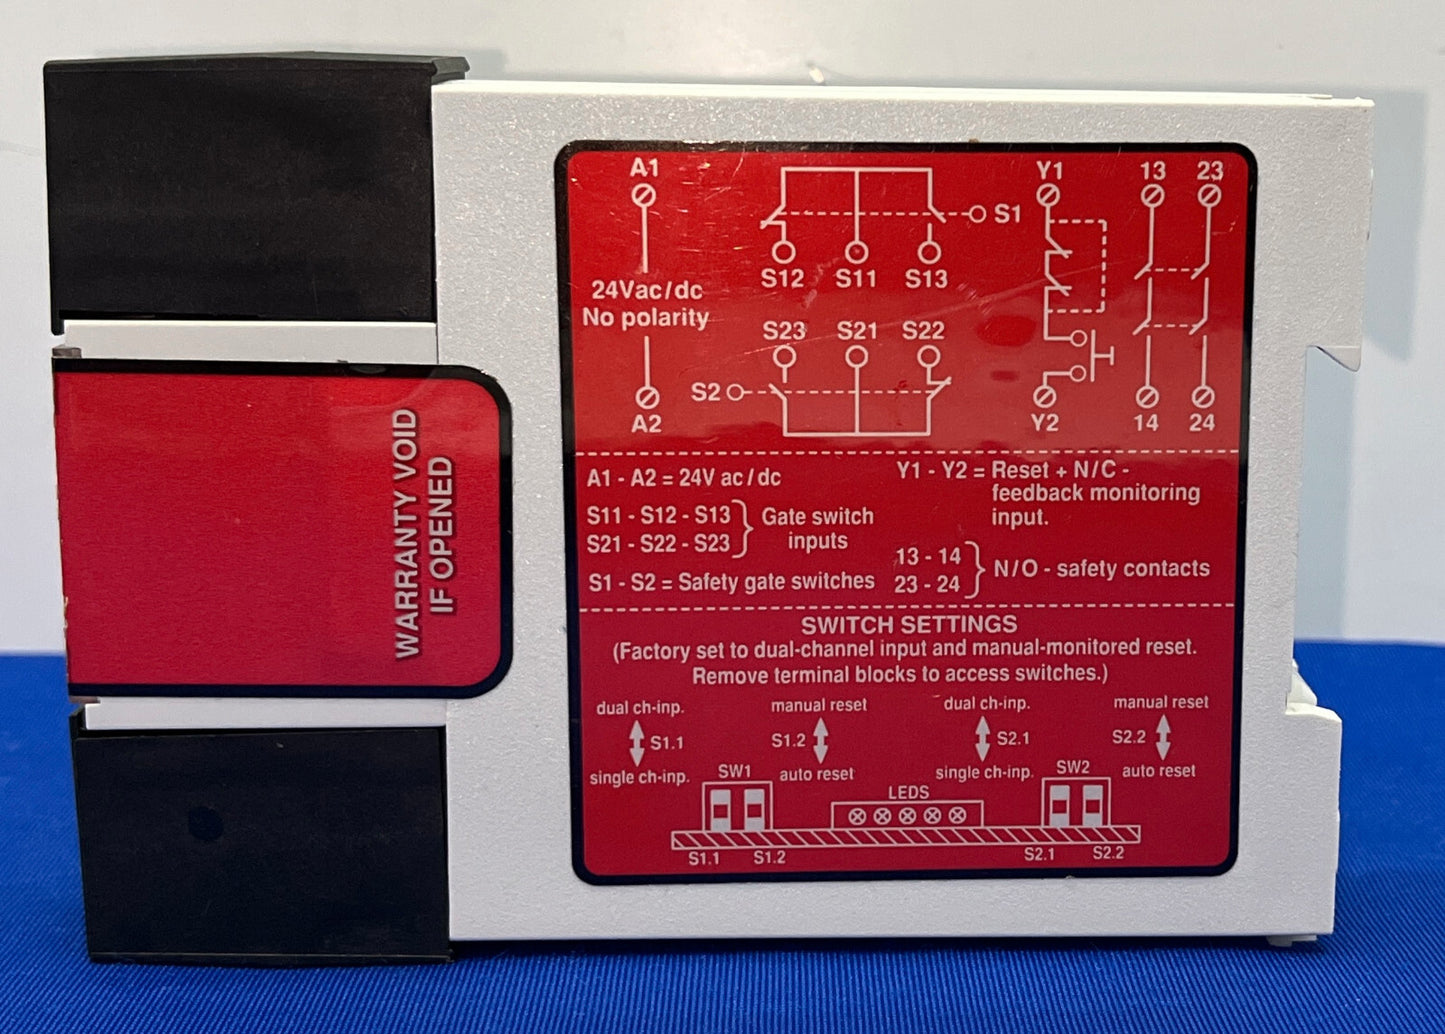 A1
S1
S12 S11 S13
24Vac/dc
No polarity
S23 S21 S22
S2
A2
Y1
Y2
13 23
14 24
A1 - A2 = 24V ac/dc
S11 - S12 - S13
S21 - S22 - S23
Gate switch
inputs
S1 - S2 = Safety gate switches
Y1 - Y2 = Reset + N/C -
feedback monitoring
input.
13 - 14
23 - 24
N/O - safety contacts
SWITCH SETTINGS
(Factory set to dual-channel input and manual-monitored reset.
Remove terminal blocks to access switches.)
dual ch-inp. manual reset dual ch-inp. manual reset
S1.1 S1.2 S2.1 S2.2
single ch-inp. auto reset single ch-inp. auto reset
SW1 SW2
LEDS
S1.1 S1.2 S2.1 S2.2
WARRANTY VOID
IF OPENED